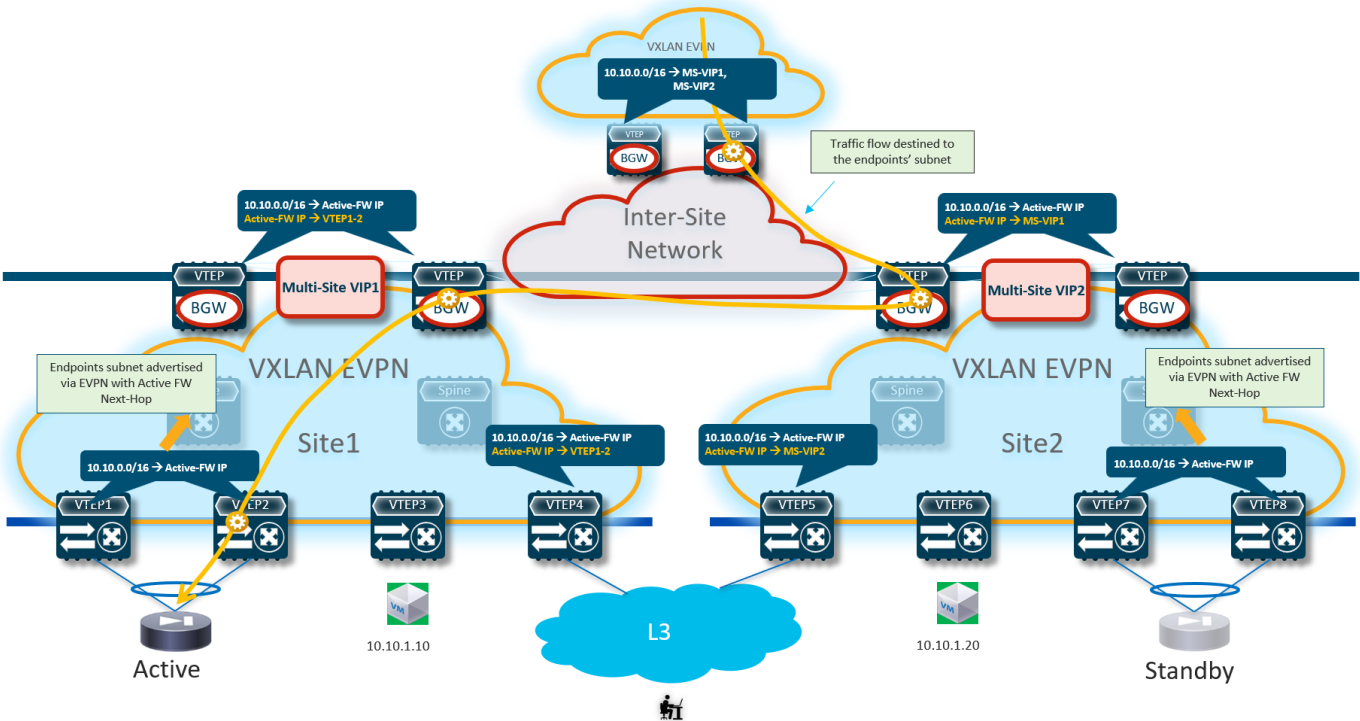 VXLAN EVPN
10.10.0.0/16 → MS-VIP1,
MS-VIP2
VTEP
BGW
VTEP
BGW
Traffic flow destined to
the endpoints' subnet
Inter-Site
Network
10.10.0.0/16 → Active-FW IP
Active-FW IP → VTEP1-2
10.10.0.0/16 → Active-FW IP
Active-FW IP → MS-VIP1
VTEP
BGW
Multi-Site VIP1
VTEP
BGW
VTEP
BGW
Multi-Site VIP2
VTEP
BGW
Endpoints subnet advertised
via EVPN with Active FW
Next-Hop
VXLAN EVPN
Spine
Site1
VXLAN EVPN
Spine
Site2
Endpoints subnet advertised
via EVPN with Active FW
Next-Hop
10.10.0.0/16 → Active-FW IP
10.10.0.0/16 → Active-FW IP
Active-FW IP → VTEP1-2
10.10.0.0/16 → Active-FW IP
Active-FW IP → MS-VIP2
10.10.0.0/16 → Active-FW IP
VTEP1
VTEP2
VTEP3
VTEP4
VTEP5
VTEP6
VTEP7
VTEP8
VM
10.10.1.10
L3
VM
10.10.1.20
Active
Standby